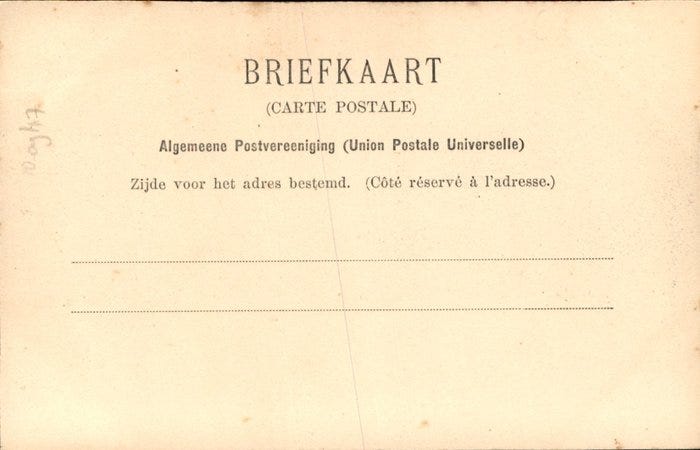 BRIEFKAART
(CARTE POSTALE)
Algemeene Postvereeniging (Union Postale Universelle)
Zijde voor het adres bestemd. (Côté réservé à l'adresse.)